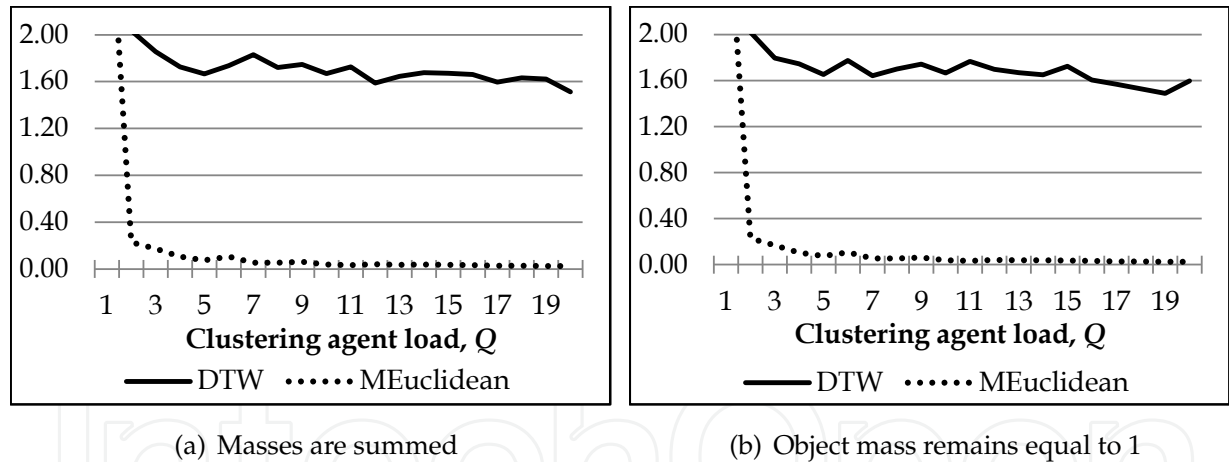 2.00
1.60
1.20
0.80
0.40
0.00
1 3 5 7 9 11 13 15 17 19
Clustering agent load, Q
DTW MEuclidean
(a) Masses are summed
2.00
1.60
1.20
0.80
0.40
0.00
1 3 5 7 9 11 13 15 17 19
Clustering agent load, Q
DTW MEuclidean
(b) Object mass remains equal to 1
IntechOpen